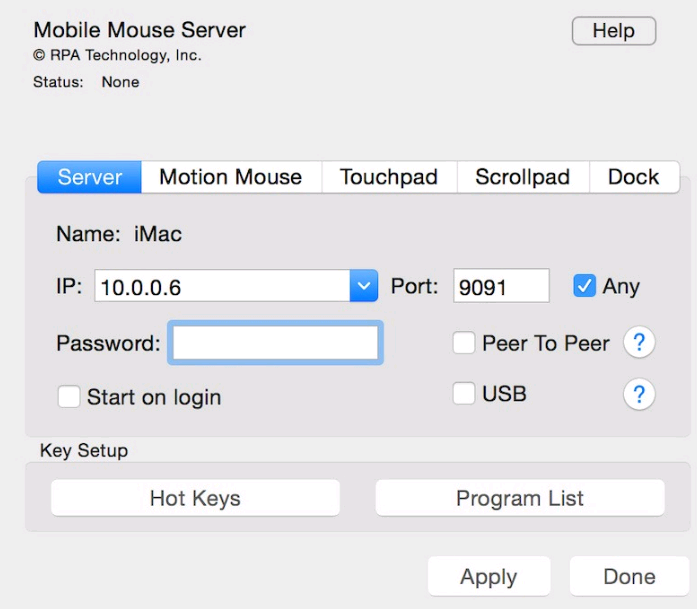 Mobile Mouse Server
Help
© RPA Technology, Inc.
Status: None
Server Motion Mouse Touchpad Scrollpad Dock
Name: iMac
IP: 10.0.0.6 Port: 9091 Any
Password: Peer To Peer ?
Start on login USB ?
Key Setup
Hot Keys Program List
Apply Done